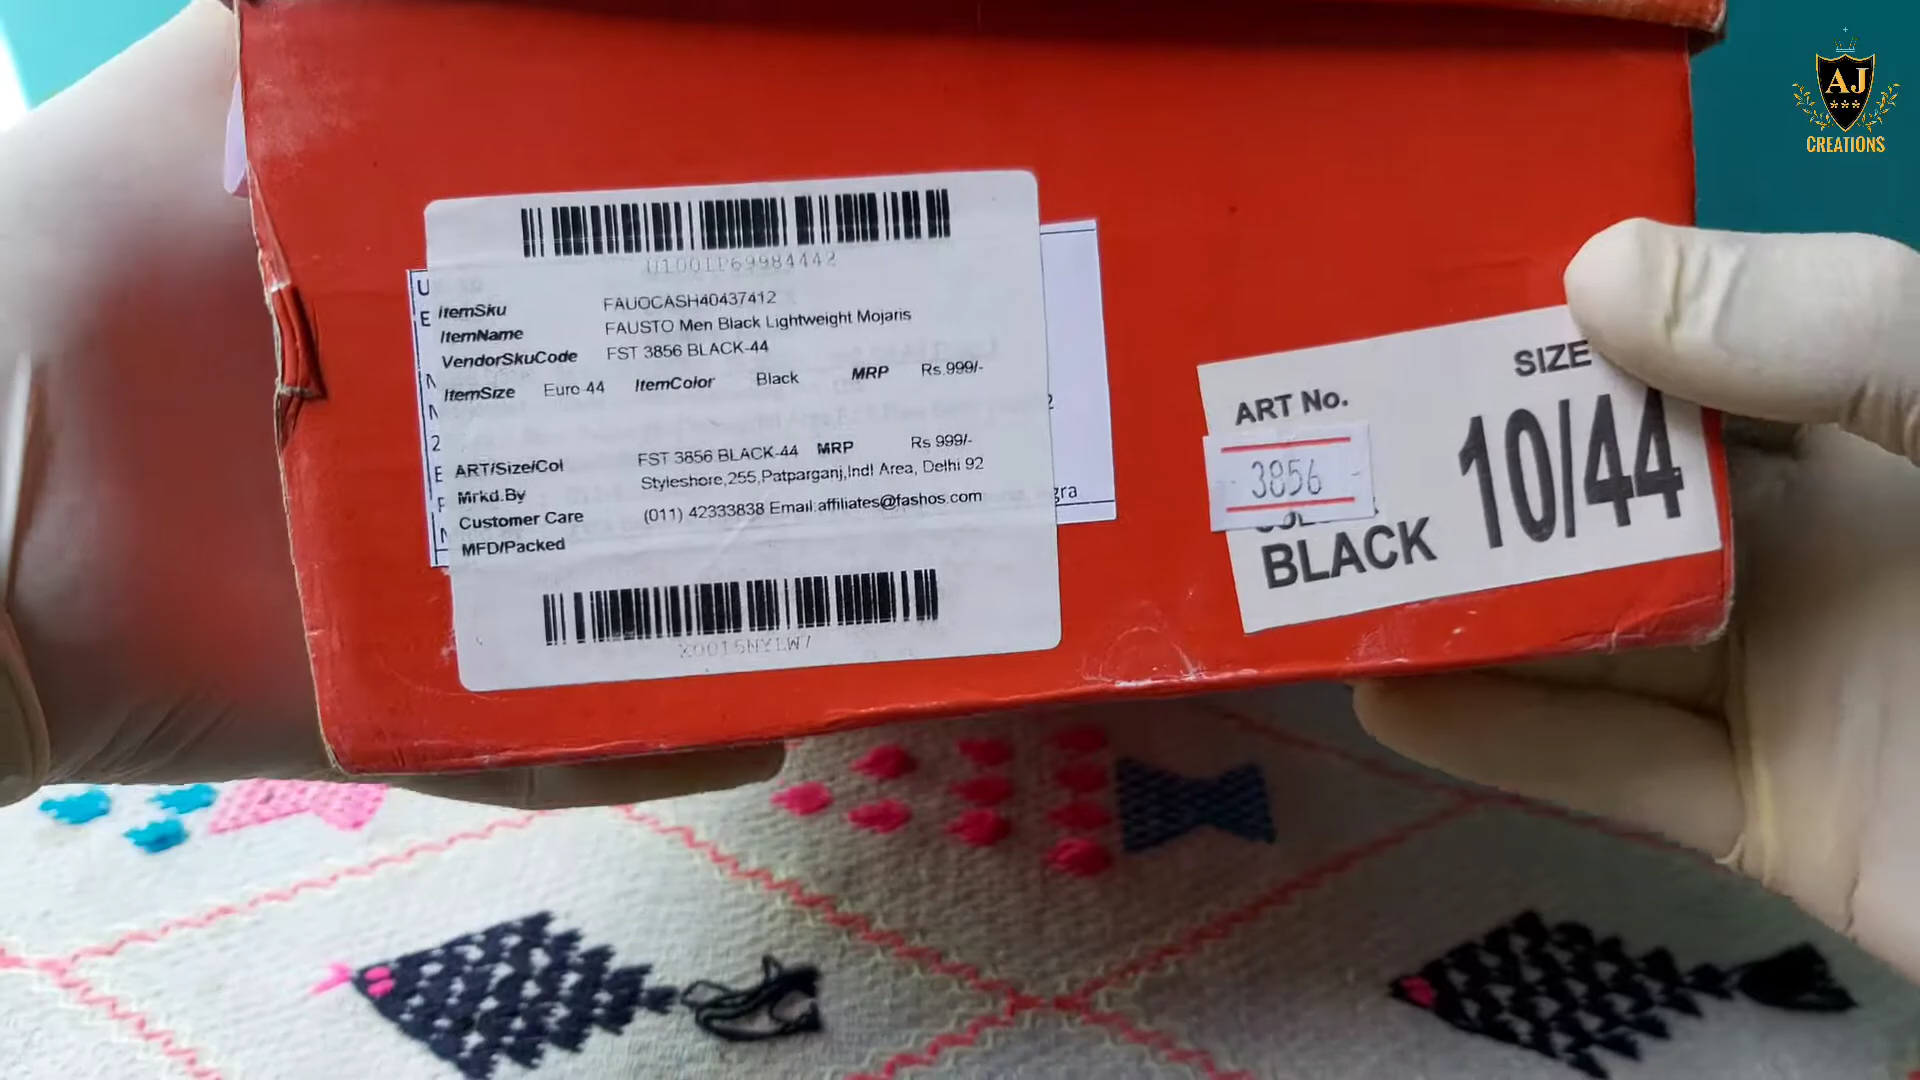 AJ
CREATIONS
ItemSku FAUOCASH40437412
ItemName FAUSTO Men Black Lightweight Mojaris
VendorSkuCode FST 3856 BLACK-44
ItemSize Euro-44 ItemColor Black MRP Rs.999/-
ART/Size/Col FST 3856 BLACK-44 MRP Rs 999/-
Mrkd.By Styleshore,255,Patparganj,Indl Area, Delhi 92
Customer Care (011) 42333838 Email:affiliates@fashos.com
MFD/Packed
X0015NYLW7
gra
ART No. SIZE
3856
10/44
BLACK